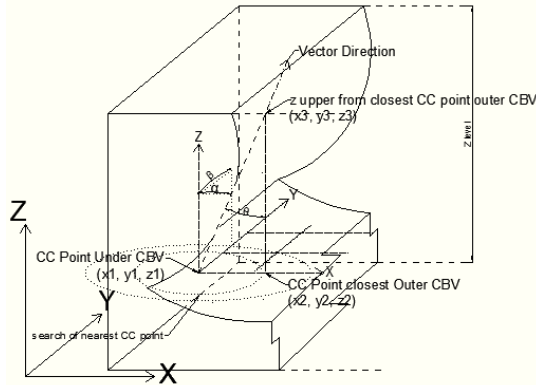 Vector Direction
z upper from closest CC point outer CBV
(x3, y3, z3)
Z level
Z
β
α
θ
Y
Z
CC Point Under CBV
(x1, y1, z1)
X
CC Point closest Outer CBV
(x2, y2, z2)
Y
search of nearest CC point
X